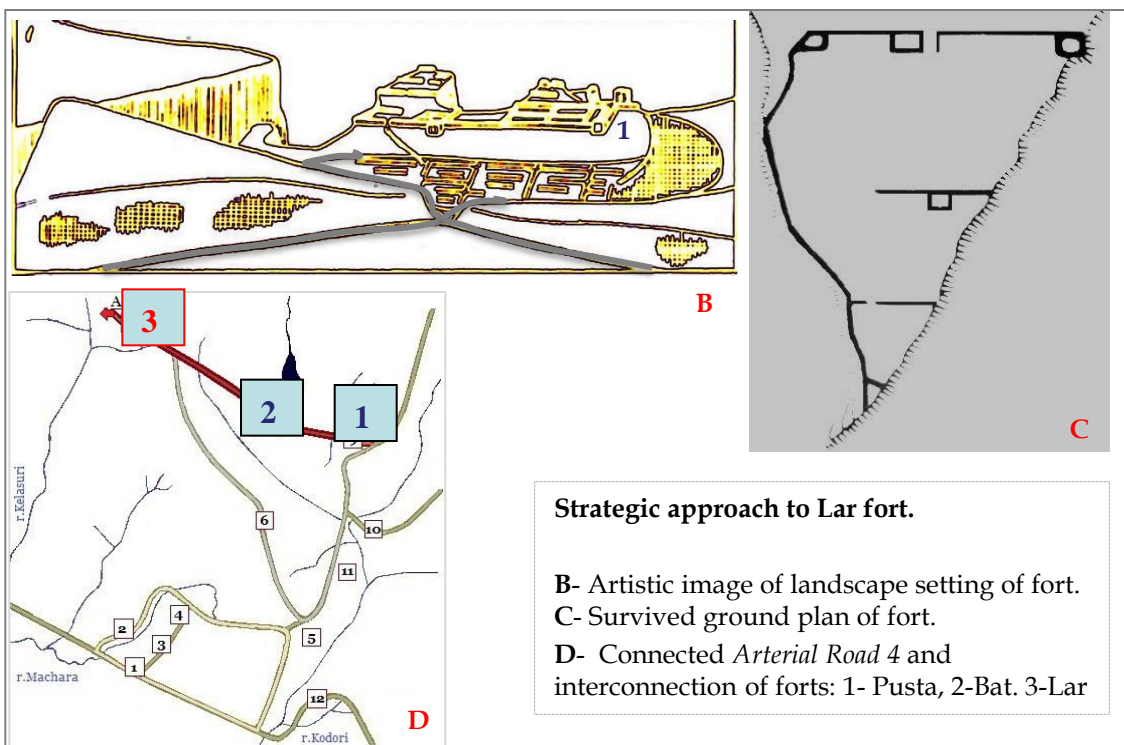 1
B
C
A
3
2
1
9
r.Kelasuri
6
10
11
2
4
3
5
1
r.Machara
12
r.Kodori
D
Strategic approach to Lar fort.
B- Artistic image of landscape setting of fort.
C- Survived ground plan of fort.
D- Connected Arterial Road 4 and
interconnection of forts: 1- Pusta, 2-Bat. 3-Lar